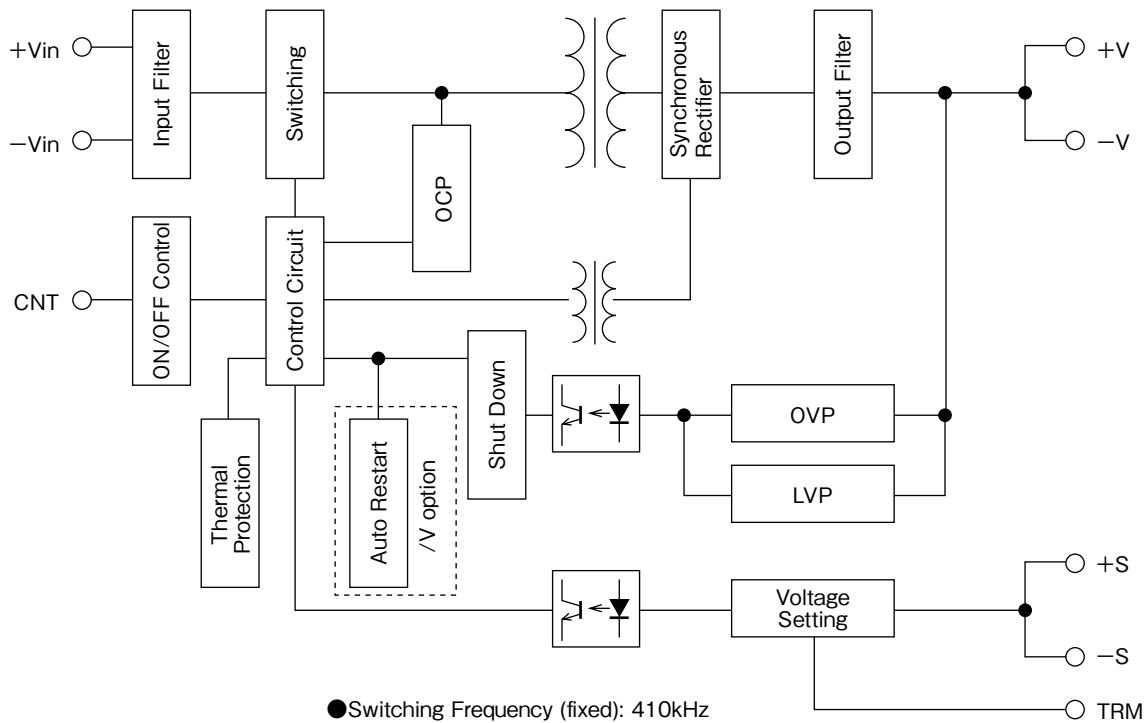 +Vin
−Vin
Input Filter
Switching
OCP
Synchronous
Rectifier
Output Filter
+V
−V
CNT
ON/OFF Control
Control Circuit
Thermal
Protection
Auto Restart
/V option
Shut Down
OVP
LVP
Voltage
Setting
+S
−S
TRM
●Switching Frequency (fixed): 410kHz